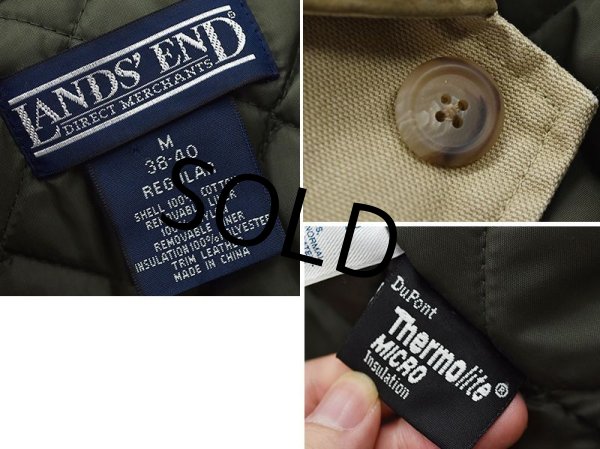 LANDS' END
DIRECT MERCHANTS
M
38-40
REGULAR
SHELL 100% COTTON
REMOVABLE
100%
REMOVABLE LINER
INSULATION 100% POLYESTER
TRIM LEATHER
MADE IN CHINA
SOLD
DuPont
Thermolite®
MICRO
Insulation